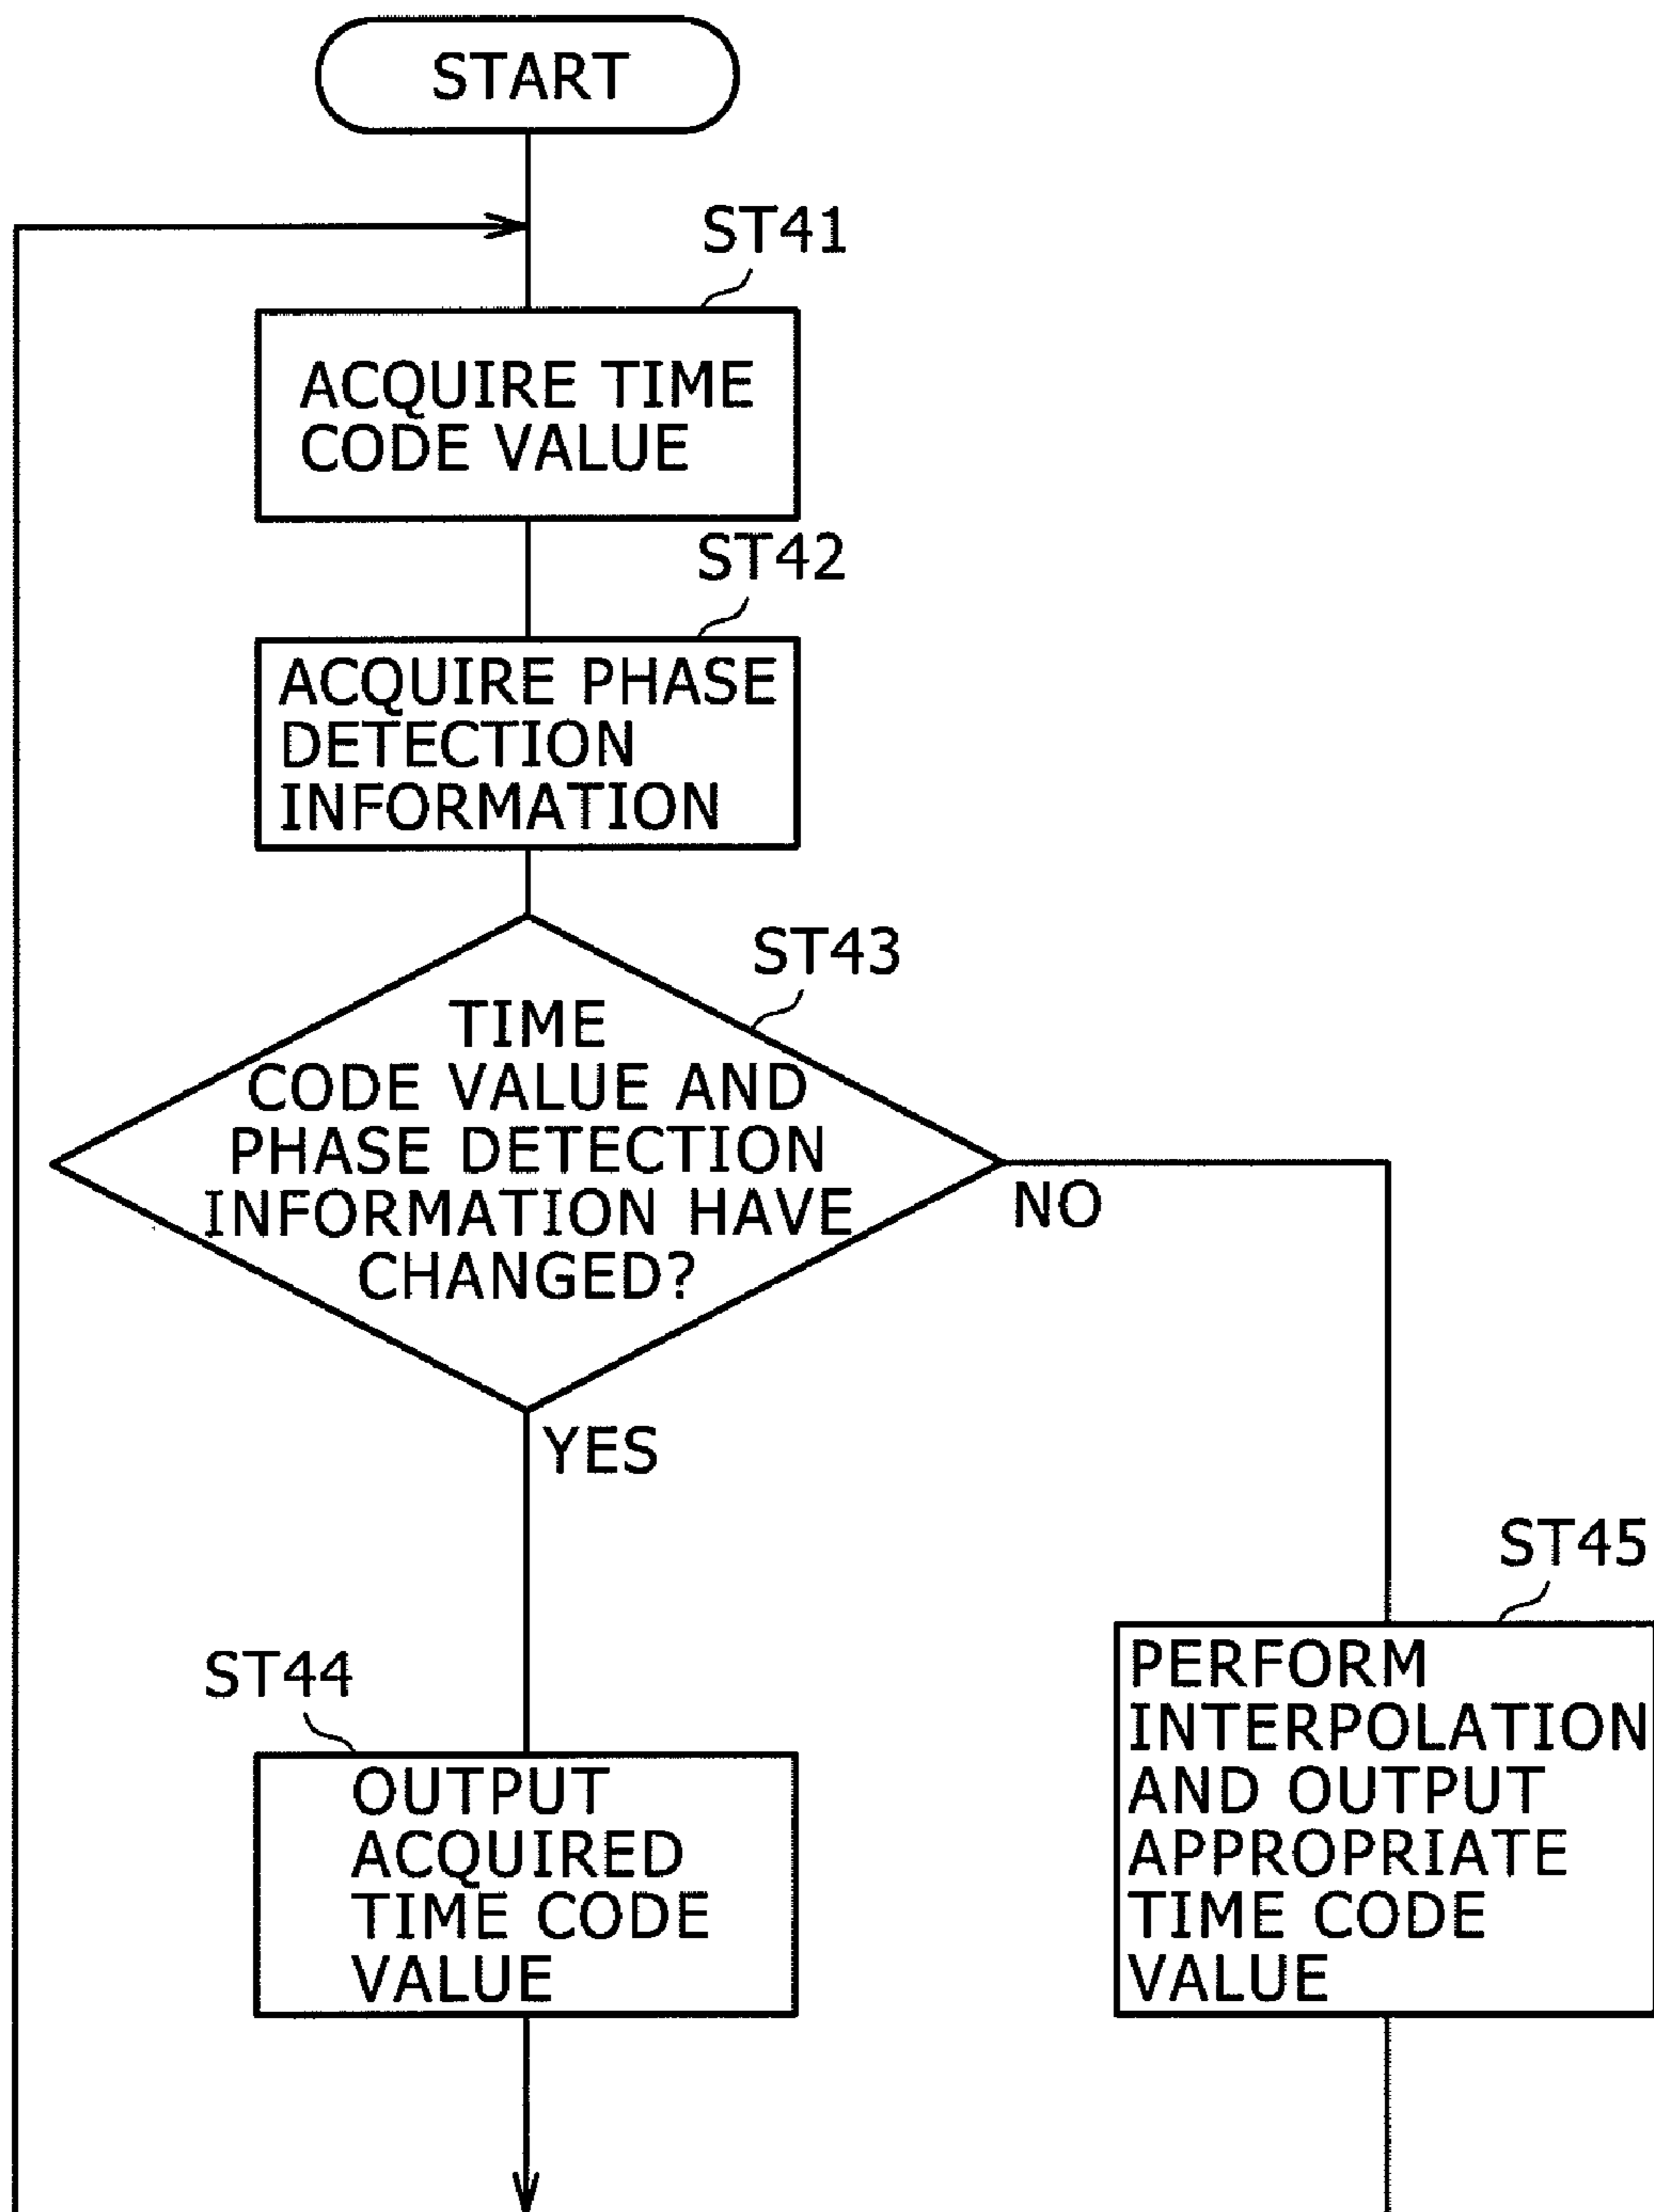 START
ST41
ACQUIRE TIME
CODE VALUE
ST42
ACQUIRE PHASE
DETECTION
INFORMATION
ST43
TIME
CODE VALUE AND
PHASE DETECTION
INFORMATION HAVE
CHANGED?
NO
YES
ST44
OUTPUT
ACQUIRED
TIME CODE
VALUE
ST45
PERFORM
INTERPOLATION
AND OUTPUT
APPROPRIATE
TIME CODE
VALUE